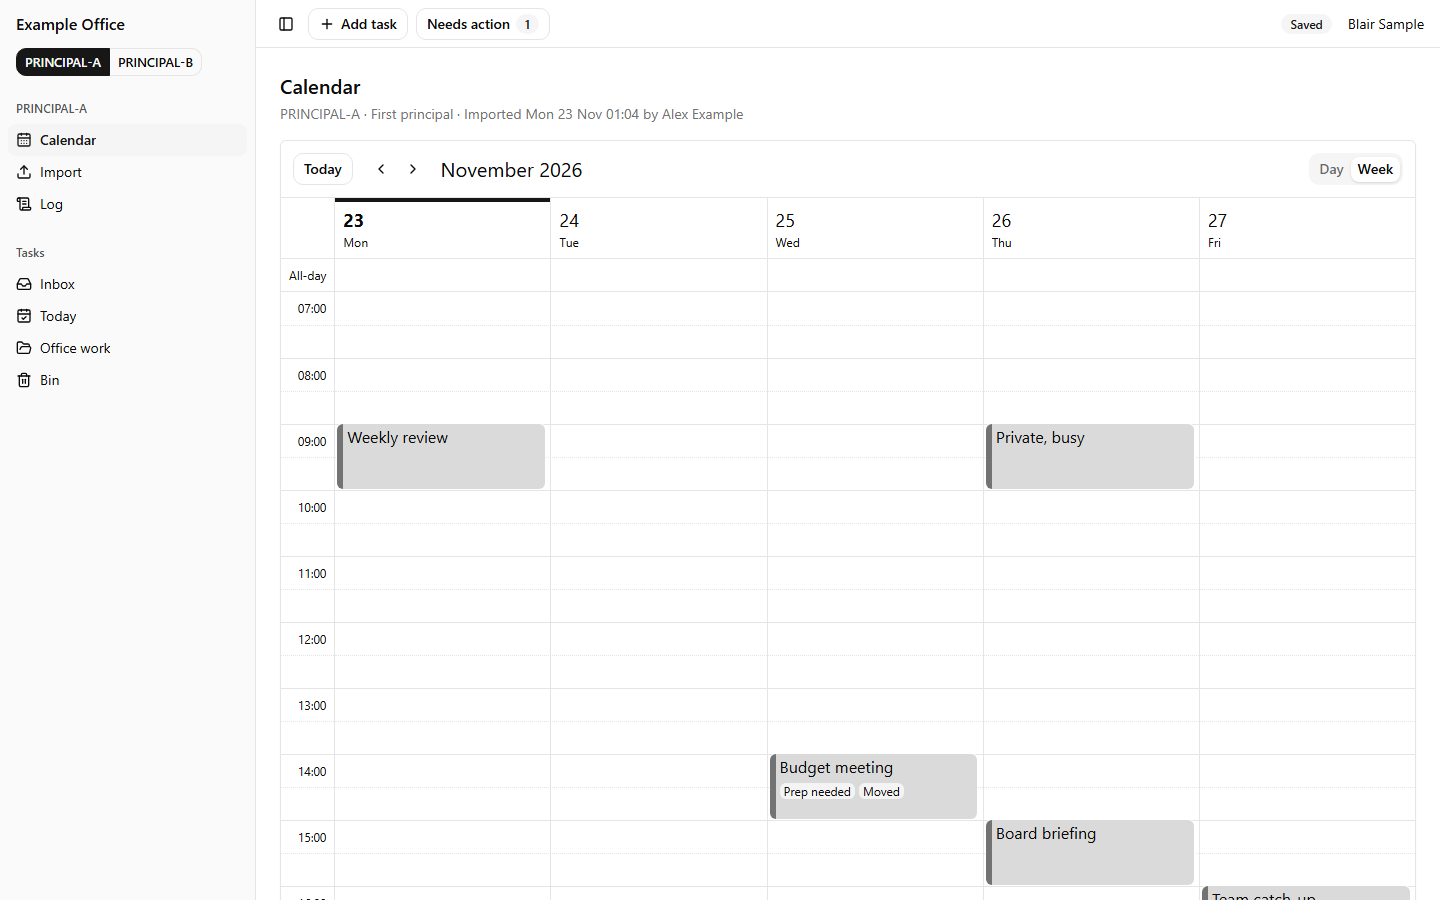 Example Office
PRINCIPAL-A PRINCIPAL-B
PRINCIPAL-A
Calendar
Import
Log
Tasks
Inbox
Today
Office work
Bin
Add task
Needs action 1
Saved
Blair Sample
Calendar
PRINCIPAL-A · First principal · Imported Mon 23 Nov 01:04 by Alex Example
Today
November 2026
Day Week
23 Mon
24 Tue
25 Wed
26 Thu
27 Fri
All-day
07:00
08:00
09:00
Weekly review
Private, busy
10:00
11:00
12:00
13:00
14:00
Budget meeting
Prep needed Moved
15:00
Board briefing
Team catch-up